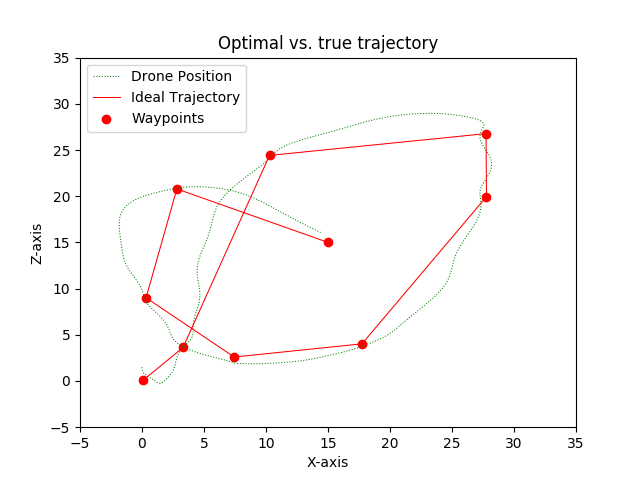 Optimal vs. true trajectory
Drone Position
Ideal Trajectory
Waypoints
35
30
25
20
15
10
5
0
−5
Z-axis
−5 0 5 10 15 20 25 30 35
X-axis